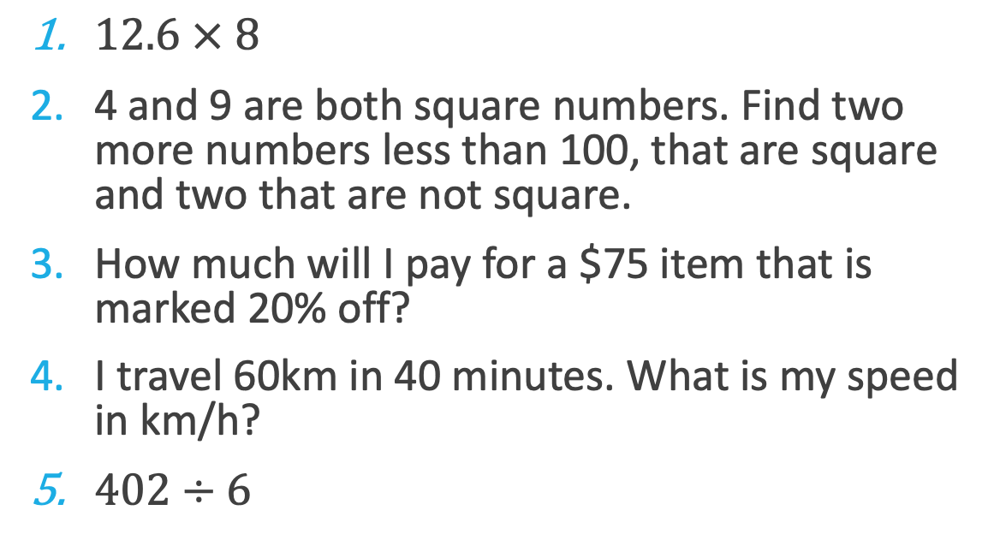 1. 12.6 × 8
2. 4 and 9 are both square numbers. Find two
more numbers less than 100, that are square
and two that are not square.
3. How much will I pay for a $75 item that is
marked 20% off?
4. I travel 60km in 40 minutes. What is my speed
in km/h?
5. 402 ÷ 6